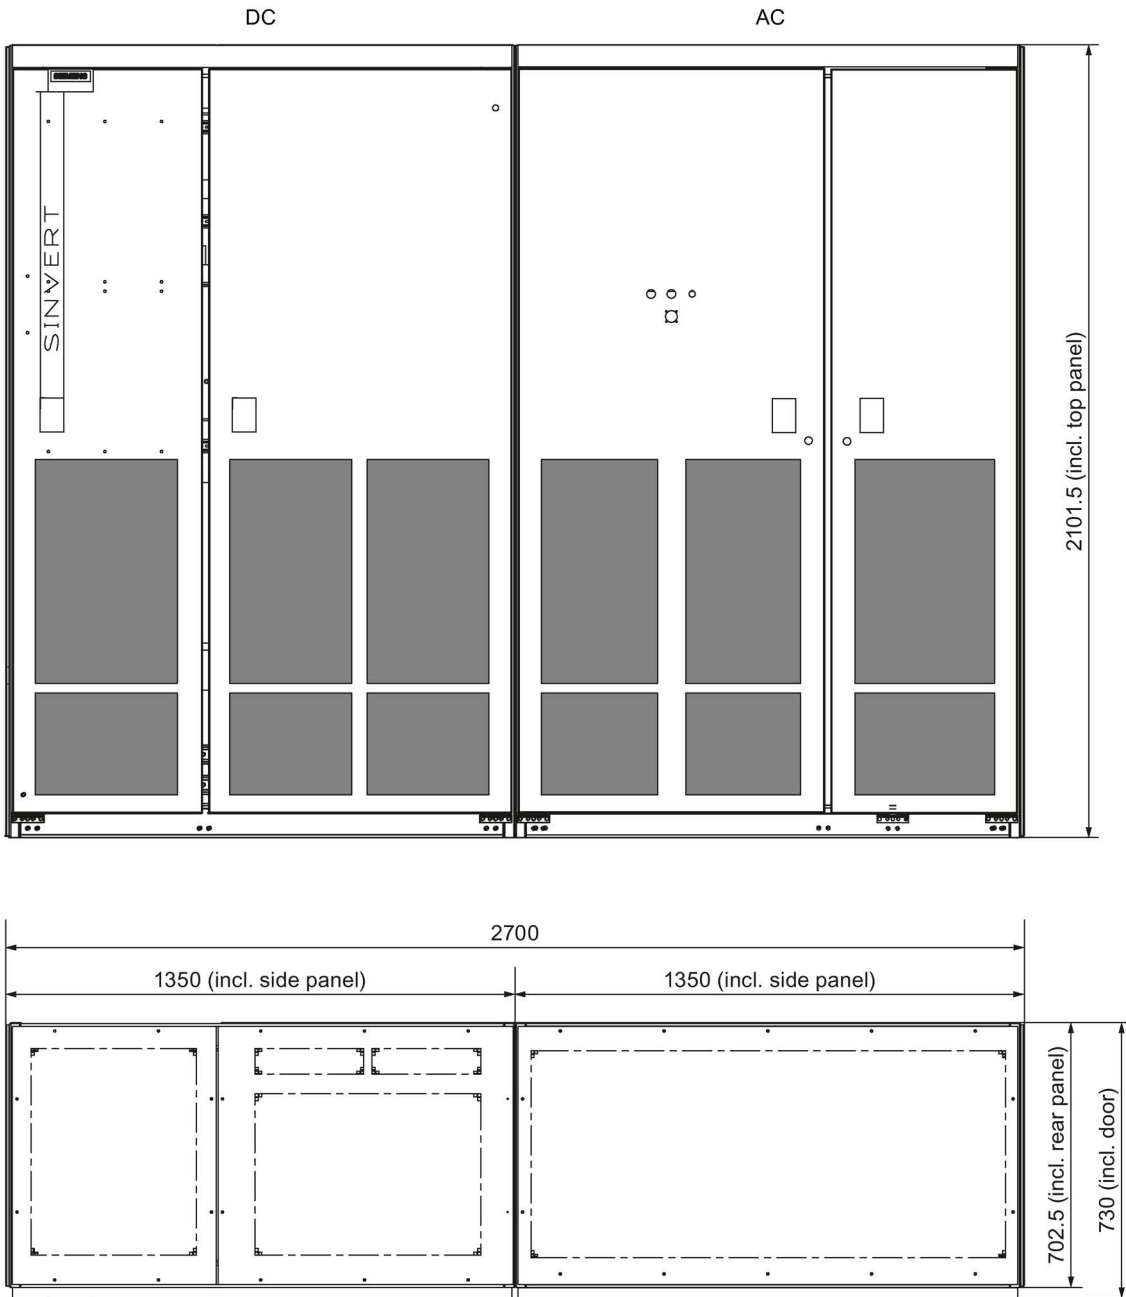 DC
AC
SIEMENS
SINVERT
2101.5 (incl. top panel)
2700
1350 (incl. side panel)
1350 (incl. side panel)
702.5 (incl. rear panel)
730 (incl. door)